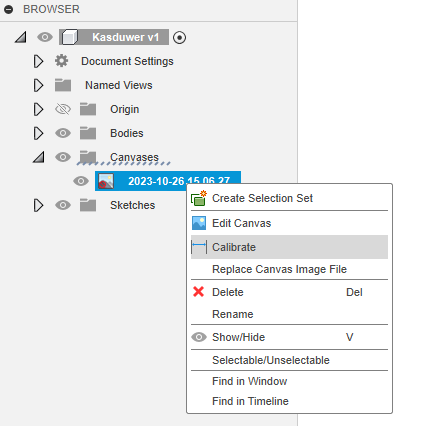 BROWSER
Kasduwer v1
Document Settings
Named Views
Origin
Bodies
Canvases
2023-10-26 15.06.27
Sketches
Create Selection Set
Edit Canvas
Calibrate
Replace Canvas Image File
Delete Del
Rename
Show/Hide V
Selectable/Unselectable
Find in Window
Find in Timeline